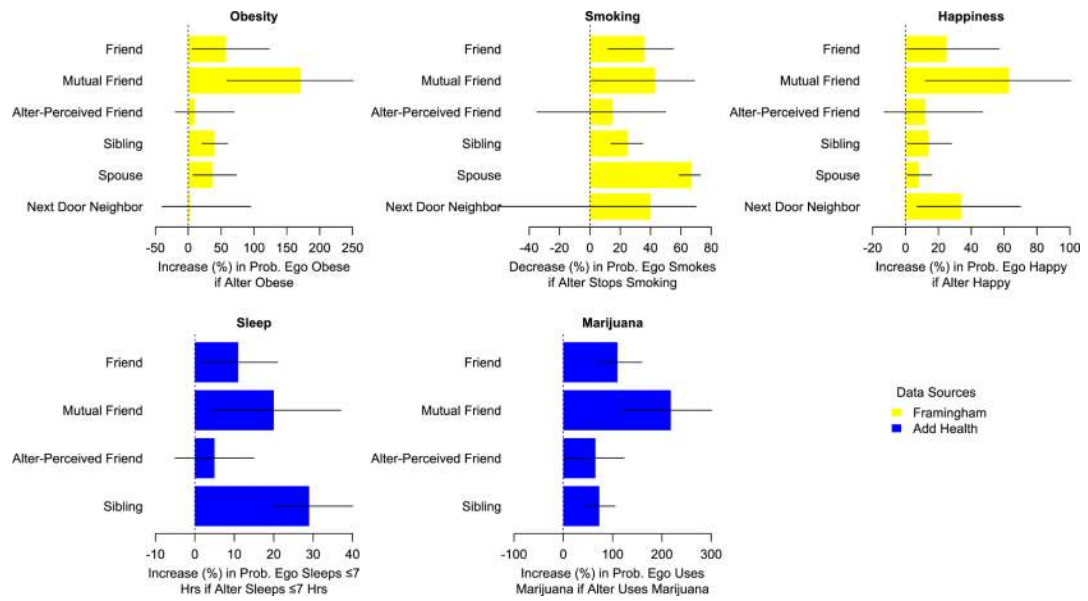 Obesity
Friend
Mutual Friend
Alter-Perceived Friend
Sibling
Spouse
Next Door Neighbor
-50 0 50 100 150 200 250
Increase (%) in Prob. Ego Obese
if Alter Obese
Smoking
Friend
Mutual Friend
Alter-Perceived Friend
Sibling
Spouse
Next Door Neighbor
-40 -20 0 20 40 60 80
Decrease (%) in Prob. Ego Smokes
if Alter Stops Smoking
Happiness
Friend
Mutual Friend
Alter-Perceived Friend
Sibling
Spouse
Next Door Neighbor
-20 0 20 40 60 80 100
Increase (%) in Prob. Ego Happy
if Alter Happy
Sleep
Friend
Mutual Friend
Alter-Perceived Friend
Sibling
-10 0 10 20 30 40
Increase (%) in Prob. Ego Sleeps ≤7
Hrs if Alter Sleeps ≤7 Hrs
Marijuana
Friend
Mutual Friend
Alter-Perceived Friend
Sibling
-100 0 100 200 300
Increase (%) in Prob. Ego Uses
Marijuana if Alter Uses Marijuana
Data Sources
Framingham
Add Health